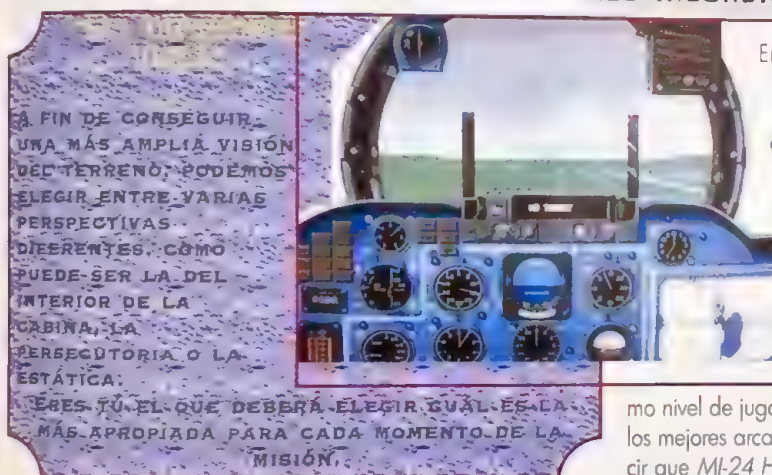 A FIN DE CONSEGUIR
UNA MÁS AMPLIA VISIÓN
DEL TERRENO, PODEMOS
ELEGIR ENTRE VARIAS
PERSPECTIVAS
DIFERENTES, COMO
PUEDE SER LA DEL
INTERIOR DE LA
CABINA, LA
PERSECUTORIA O LA
ESTÁTICA.
ERES TÚ EL QUE DEBERÁ ELEGIR CUÁL ES LA
MÁS APROPIADA PARA CADA MOMENTO DE LA
MISIÓN.
mo nivel de juga
los mejores arca
cir que MI-24 H